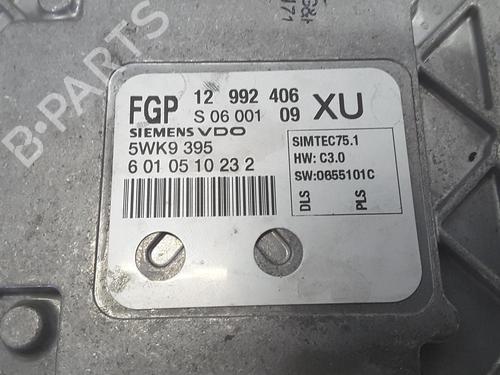 B-PARTS
171
FGP 12 992 406 XU
S 06 001 09
SIEMENS VDO
5WK9 395
6 01 05 10 23 2
SIMTEC75.1
HW: C3.0
SW:0655101C
DLS PLS